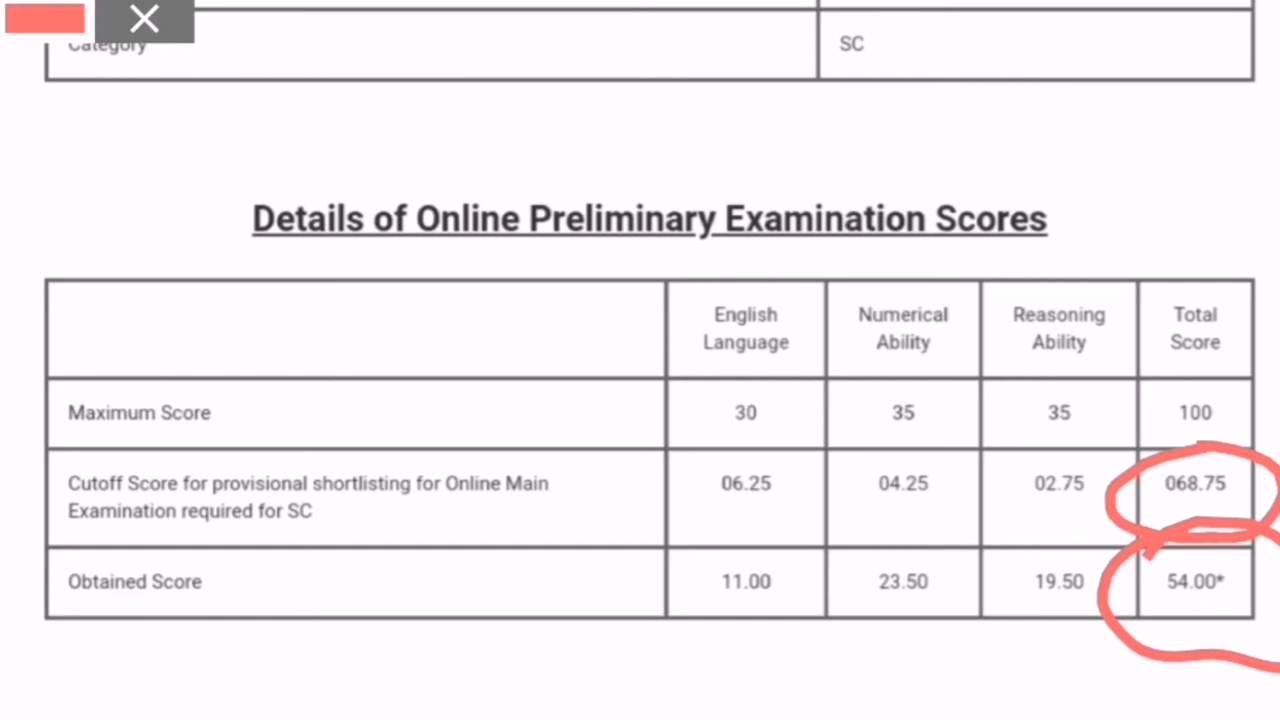 Category SC
Details of Online Preliminary Examination Scores
English Language Numerical Ability Reasoning Ability Total Score
Maximum Score 30 35 35 100
Cutoff Score for provisional shortlisting for Online Main Examination required for SC 06.25 04.25 02.75 068.75
Obtained Score 11.00 23.50 19.50 54.00*